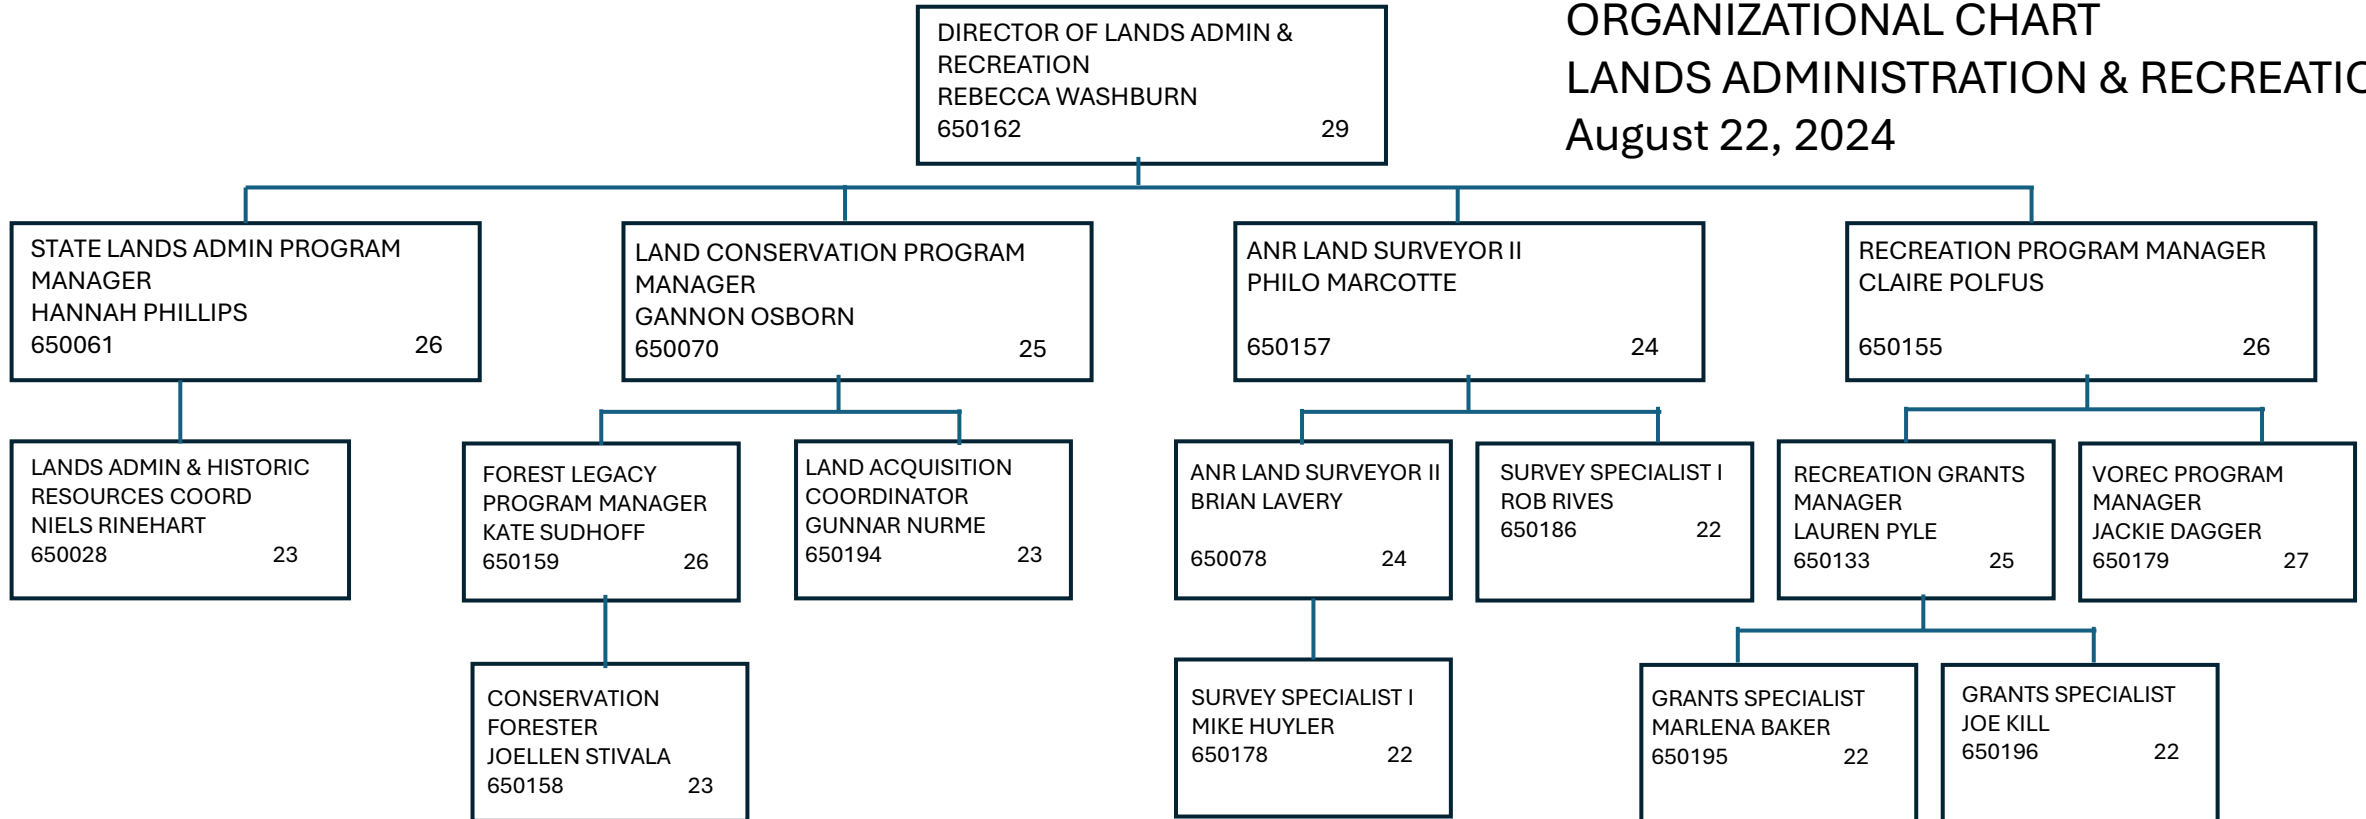 ORGANIZATIONAL CHART
LANDS ADMINISTRATION & RECREATIO
August 22, 2024
DIRECTOR OF LANDS ADMIN &
RECREATION
REBECCA WASHBURN
650162 29
STATE LANDS ADMIN PROGRAM
MANAGER
HANNAH PHILLIPS
650061 26
LAND CONSERVATION PROGRAM
MANAGER
GANNON OSBORN
650070 25
ANR LAND SURVEYOR II
PHILO MARCOTTE
650157 24
RECREATION PROGRAM MANAGER
CLAIRE POLFUS
650155 26
LANDS ADMIN & HISTORIC
RESOURCES COORD
NIELS RINEHART
650028 23
FOREST LEGACY
PROGRAM MANAGER
KATE SUDHOFF
650159 26
LAND ACQUISITION
COORDINATOR
GUNNAR NURME
650194 23
ANR LAND SURVEYOR II
BRIAN LAVERY
650078 24
SURVEY SPECIALIST I
ROB RIVES
650186 22
RECREATION GRANTS
MANAGER
LAUREN PYLE
650133 25
VOREC PROGRAM
MANAGER
JACKIE DAGGER
650179 27
CONSERVATION
FORESTER
JOELLEN STIVALA
650158 23
SURVEY SPECIALIST I
MIKE HUYLER
650178 22
GRANTS SPECIALIST
MARLENA BAKER
650195 22
GRANTS SPECIALIST
JOE KILL
650196 22